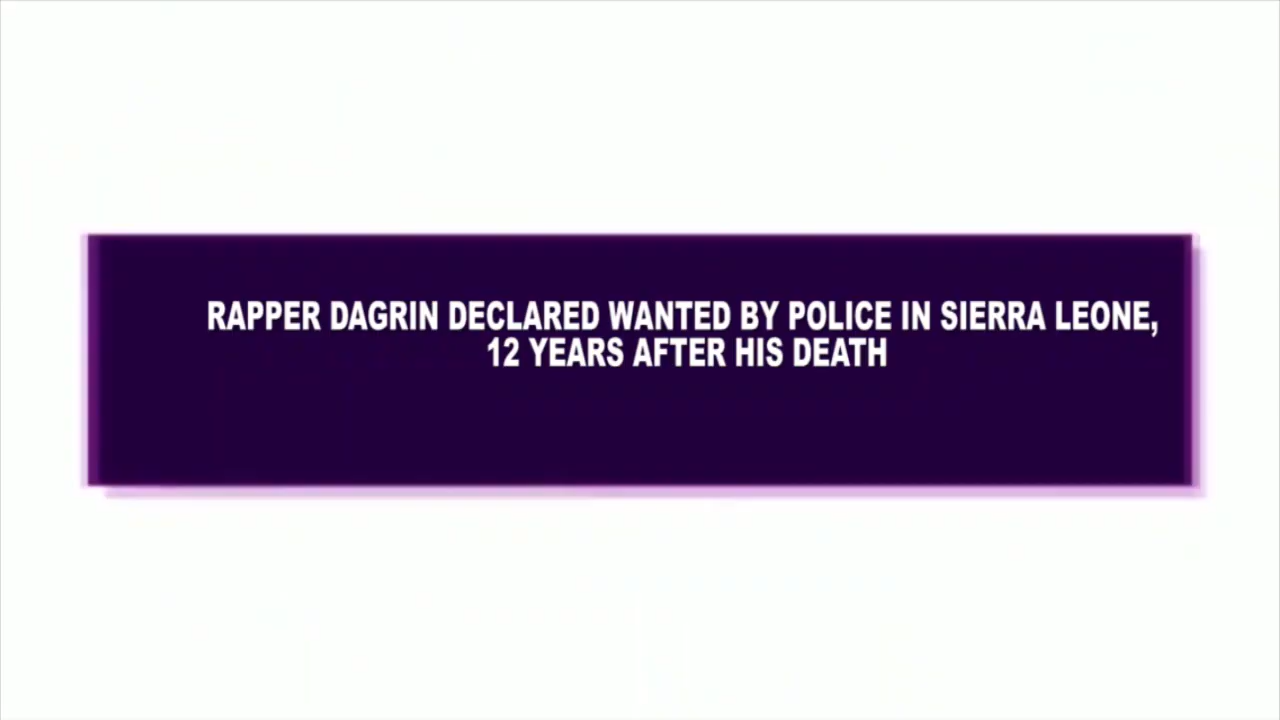 RAPPER DAGRIN DECLARED WANTED BY POLICE IN SIERRA LEONE,
12 YEARS AFTER HIS DEATH